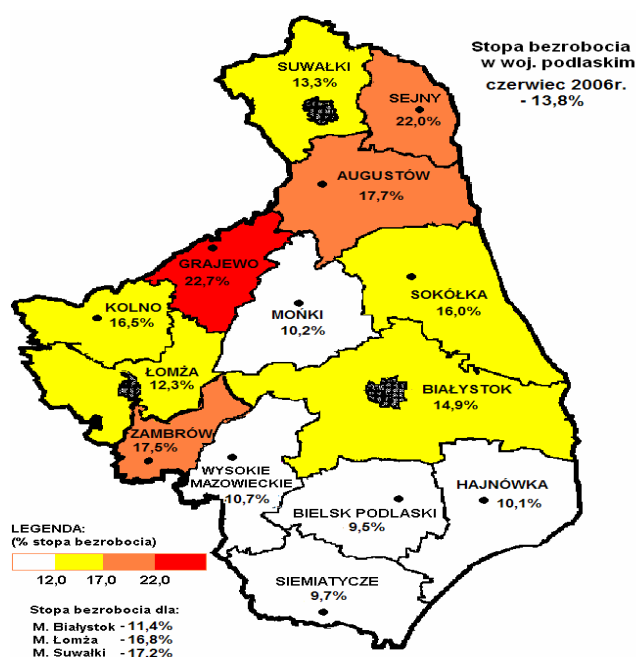 Stopa bezrobocia
w woj. podlaskim
czerwiec 2006r.
- 13,8%
SUWAŁKI
13,3%
SEJNY
22,0%
AUGUSTÓW
17,7%
GRAJEWO
22,7%
KOLNO
16,5%
MOŃKI
10,2%
SOKÓŁKA
16,0%
ŁOMŻA
12,3%
BIAŁYSTOK
14,9%
ZAMBRÓW
17,5%
WYSOKIE
MAZOWIECKIE
10,7%
HAJNÓWKA
10,1%
BIELSK PODLASKI
9,5%
SIEMIATYCZE
9,7%
LEGENDA:
(% stopa bezrobocia)
12,0 17,0 22,0
Stopa bezrobocia dla:
M. Białystok - 11,4%
M. Łomża - 16,8%
M. Suwałki - 17,2%